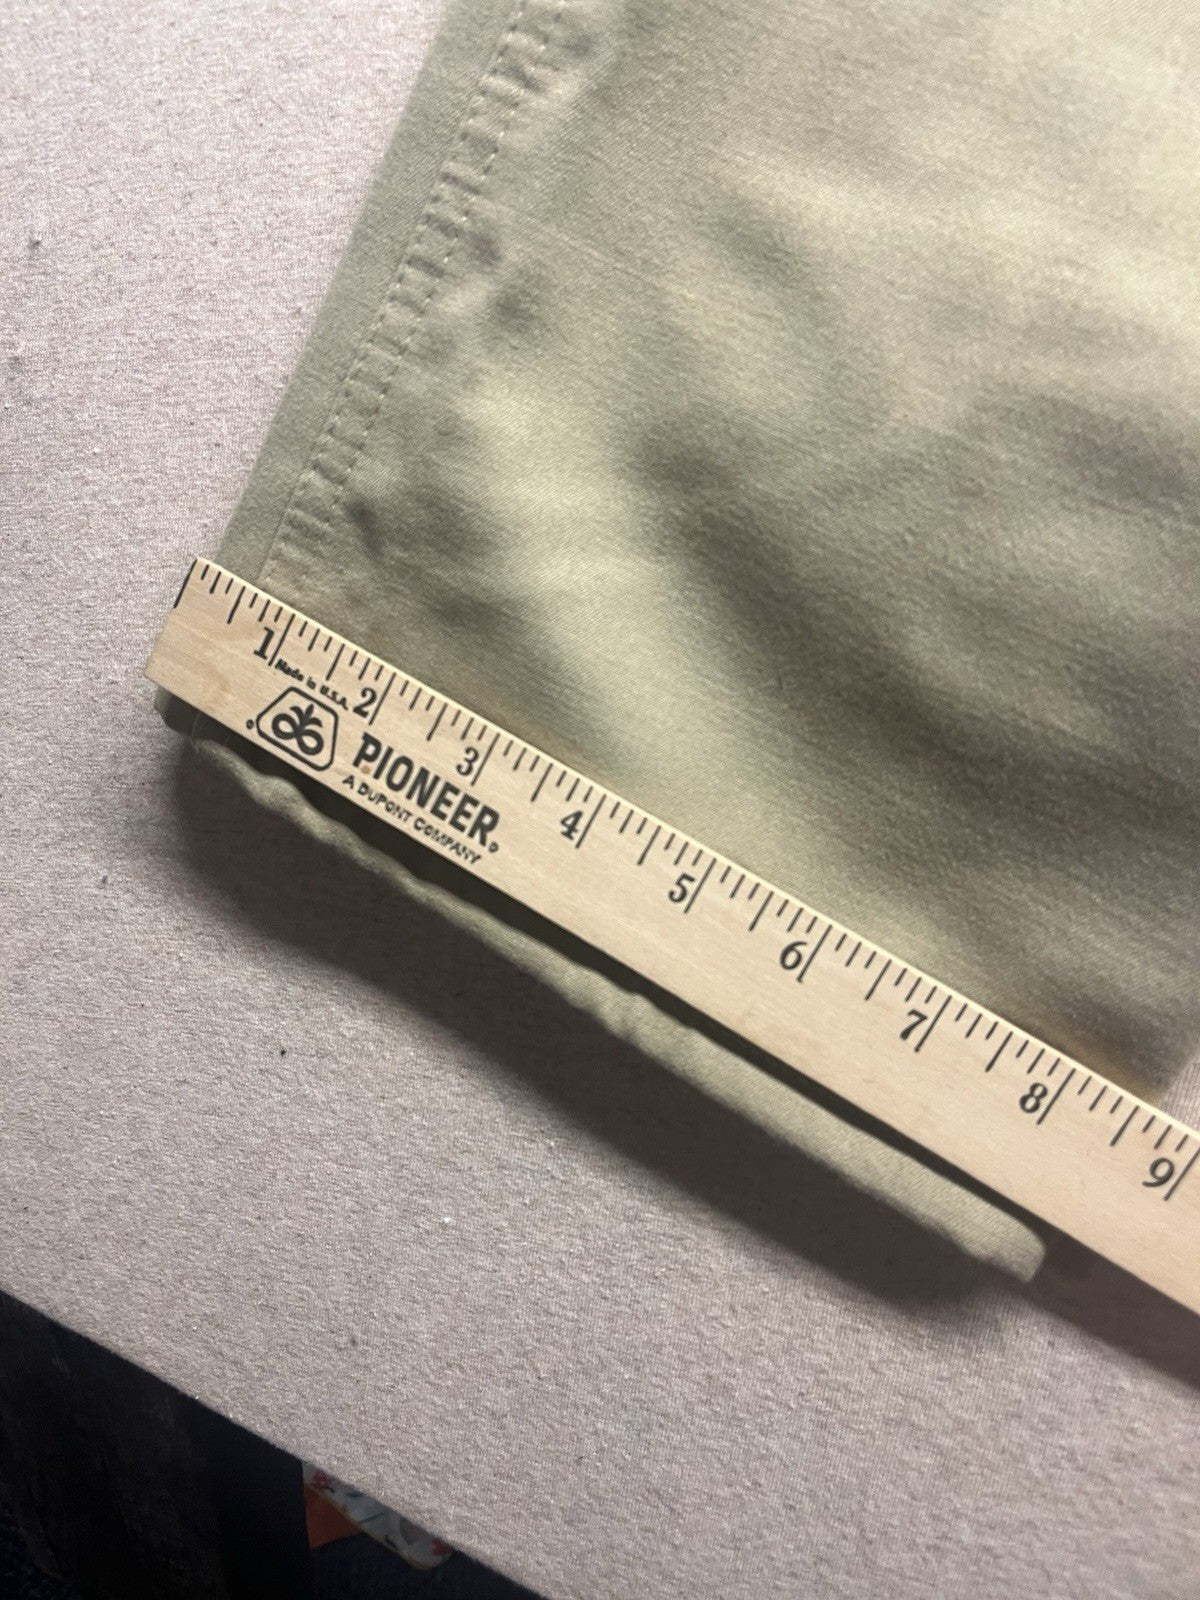 1 2 3 4 5 6 7 8 9
Made in U.S.A.
PIONEER®
A DUPONT COMPANY